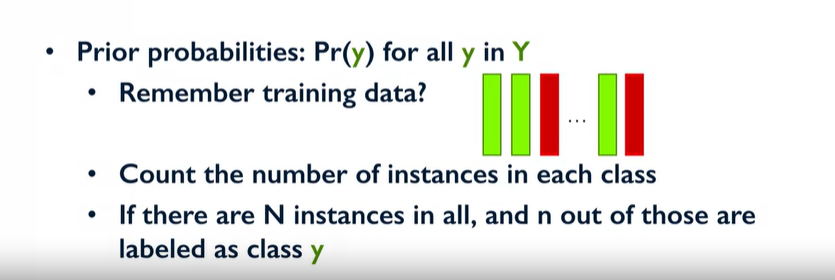 • Prior probabilities: Pr(y) for all y in Y
• Remember training data?
...
• Count the number of instances in each class
• If there are N instances in all, and n out of those are
labeled as class y